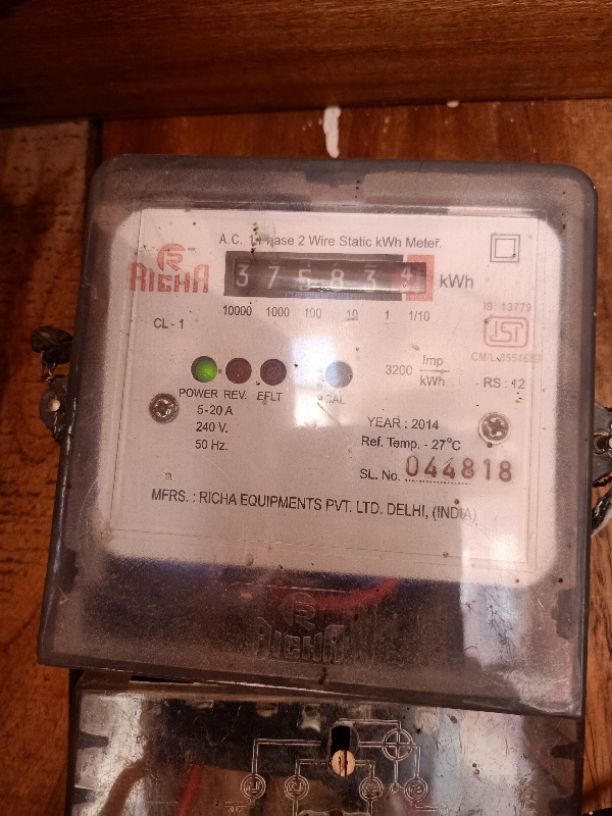 A.C. 1 Phase 2 Wire Static kWh Meter.
RICHA
375834 kWh
10000 1000 100 10 1 1/10
IS: 13779
CL - 1
ISI
3200 Imp
kWh
RS : 12
POWER REV. EFLT CAL
5-20 A
240 V.
50 Hz.
YEAR : 2014
Ref. Temp. - 27°C
SL. No. 044818
MFRS. : RICHA EQUIPMENTS PVT. LTD. DELHI, (INDIA)
RICHA